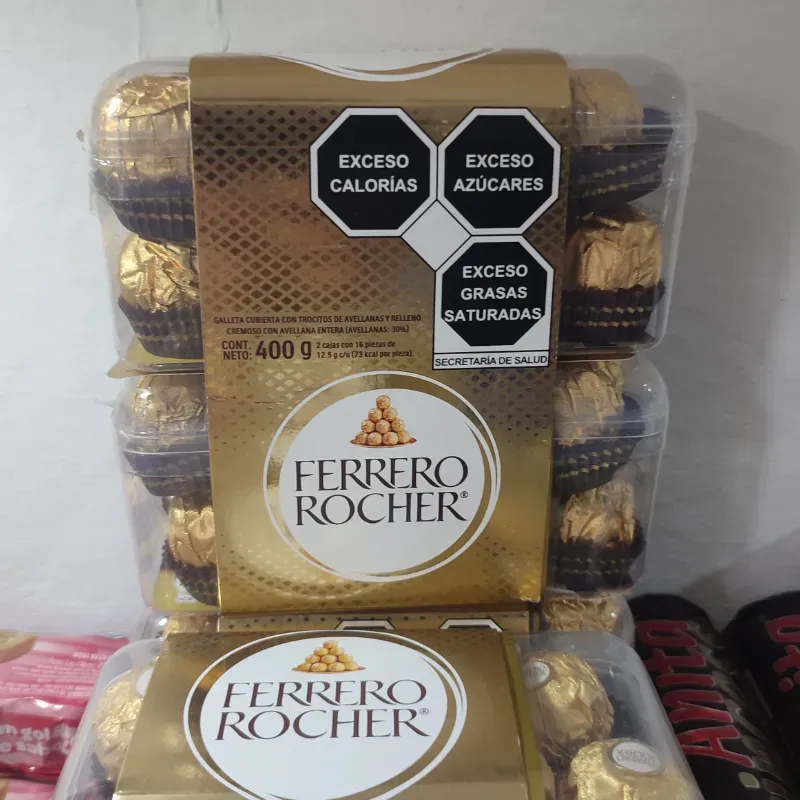 EXCESO
CALORÍAS
EXCESO
AZÚCARES
EXCESO
GRASAS
SATURADAS
SECRETARÍA DE SALUD
GALLETA CUBIERTA CON TROCITOS DE AVELLANAS Y RELLENO
CREMOSO CON AVELLANA ENTERA (AVELLANAS: 30%)
CONT.
NETO: 400 g
2 cajas con 16 piezas de
12.5 g c/u (73 kcal por pieza).
FERRERO
ROCHER®
FERRERO
ROCHER®
Anita